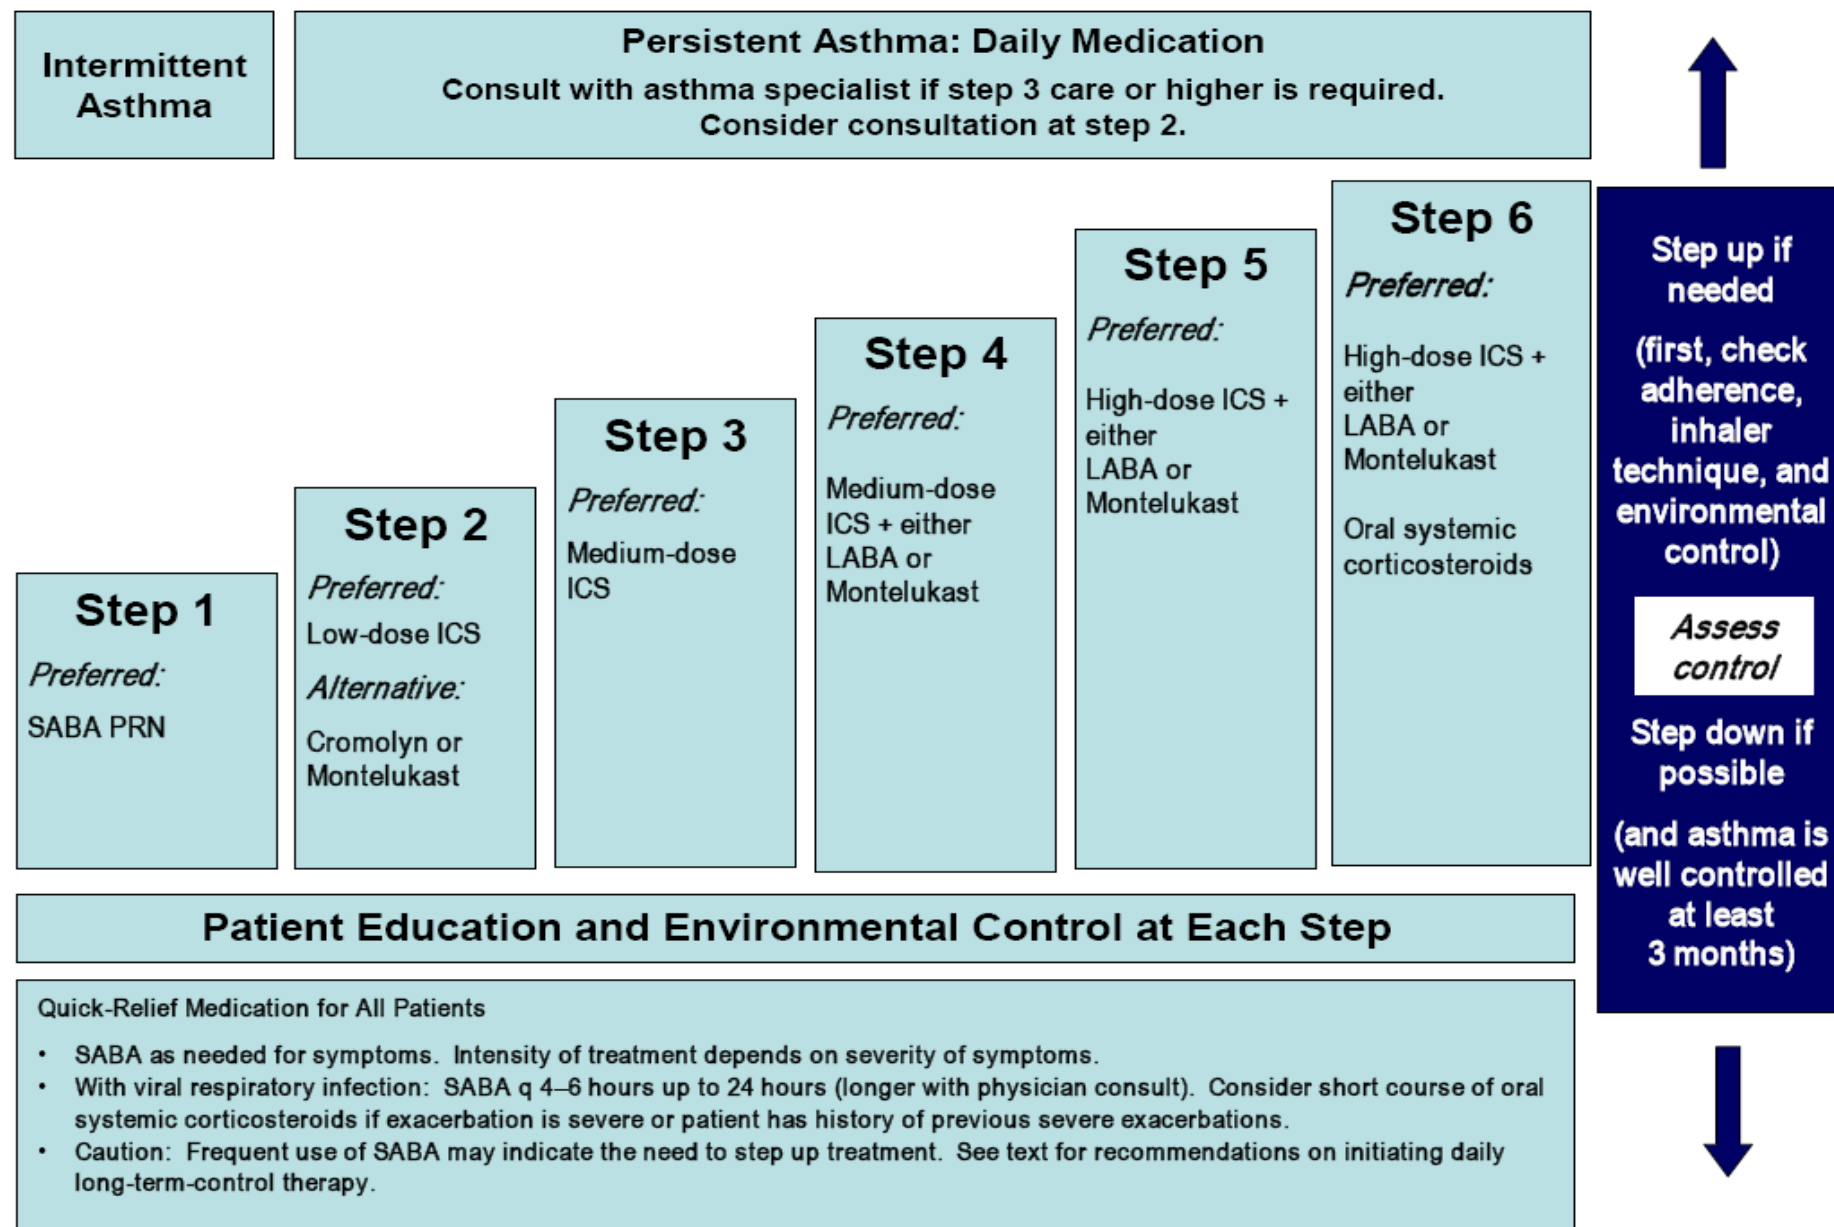 Intermittent
Asthma
Persistent Asthma: Daily Medication
Consult with asthma specialist if step 3 care or higher is required.
Consider consultation at step 2.
Step 1
Preferred:
SABA PRN
Step 2
Preferred:
Low-dose ICS
Alternative:
Cromolyn or
Montelukast
Step 3
Preferred:
Medium-dose
ICS
Step 4
Preferred:
Medium-dose
ICS + either
LABA or
Montelukast
Step 5
Preferred:
High-dose ICS +
either
LABA or
Montelukast
Step 6
Preferred:
High-dose ICS +
either
LABA or
Montelukast
Oral systemic
corticosteroids
Step up if
needed
(first, check
adherence,
inhaler
technique, and
environmental
control)
Assess
control
Step down if
possible
(and asthma is
well controlled
at least
3 months)
Patient Education and Environmental Control at Each Step
Quick-Relief Medication for All Patients
• SABA as needed for symptoms. Intensity of treatment depends on severity of symptoms.
• With viral respiratory infection: SABA q 4–6 hours up to 24 hours (longer with physician consult). Consider short course of oral
systemic corticosteroids if exacerbation is severe or patient has history of previous severe exacerbations.
• Caution: Frequent use of SABA may indicate the need to step up treatment. See text for recommendations on initiating daily
long-term-control therapy.